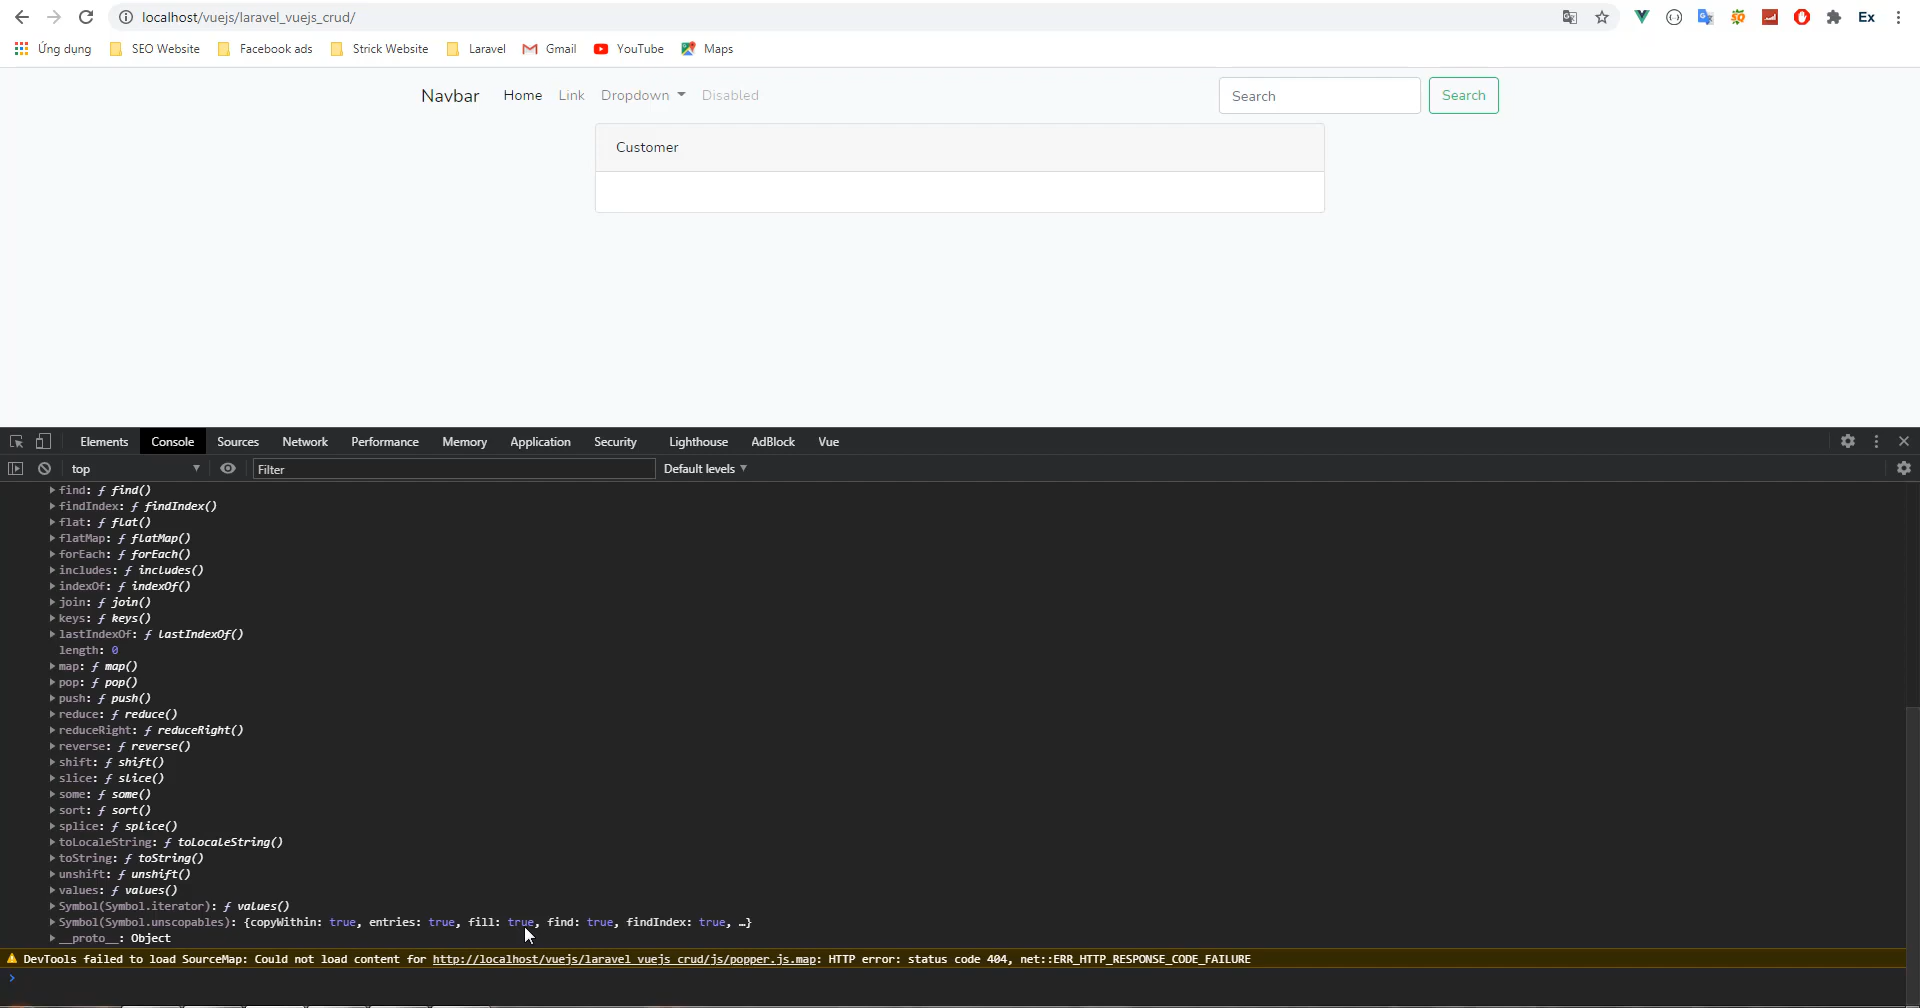 localhost/vuejs/laravel_vuejs_crud/
Ex
Ứng dụng SEO Website Facebook ads Strick Website Laravel Gmail YouTube Maps
Navbar Home Link Dropdown Disabled Search Search
Customer
Elements Console Sources Network Performance Memory Application Security Lighthouse AdBlock Vue
top Filter Default levels
find: ƒ find()
findIndex: ƒ findIndex()
flat: ƒ flat()
flatMap: ƒ flatMap()
forEach: ƒ forEach()
includes: ƒ includes()
indexOf: ƒ indexOf()
join: ƒ join()
keys: ƒ keys()
lastIndexOf: ƒ lastIndexOf()
length: 0
map: ƒ map()
pop: ƒ pop()
push: ƒ push()
reduce: ƒ reduce()
reduceRight: ƒ reduceRight()
reverse: ƒ reverse()
shift: ƒ shift()
slice: ƒ slice()
some: ƒ some()
sort: ƒ sort()
splice: ƒ splice()
toLocaleString: ƒ toLocaleString()
toString: ƒ toString()
unshift: ƒ unshift()
values: ƒ values()
Symbol(Symbol.iterator): ƒ values()
Symbol(Symbol.unscopables): {copyWithin: true, entries: true, fill: true, find: true, findIndex: true, …}
__proto__: Object
DevTools failed to load SourceMap: Could not load content for http://localhost/vuejs/laravel_vuejs_crud/js/popper.js.map: HTTP error: status code 404, net::ERR_HTTP_RESPONSE_CODE_FAILURE